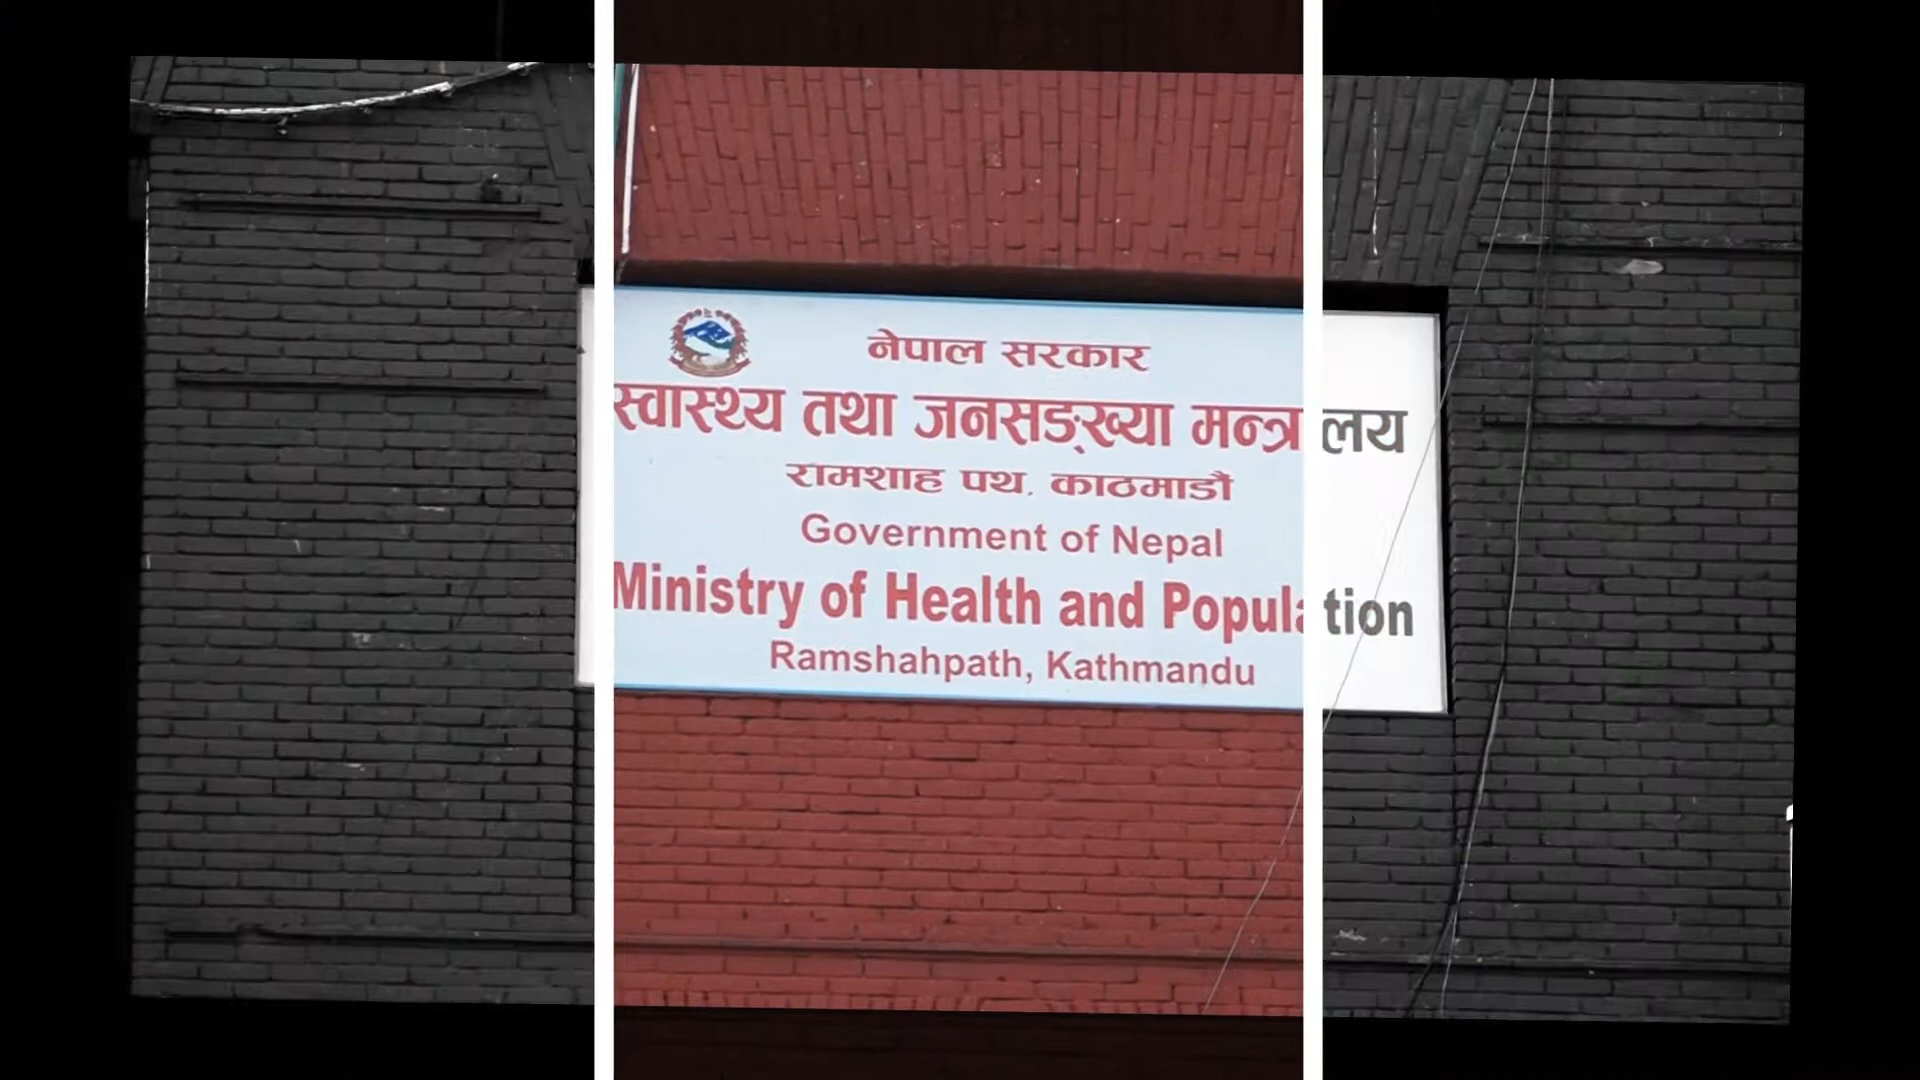 नेपाल सरकार
स्वास्थ्य तथा जनसङ्ख्या मन्त्रालय
रामशाह पथ, काठमाडौं
Government of Nepal
Ministry of Health and Population
Ramshahpath, Kathmandu